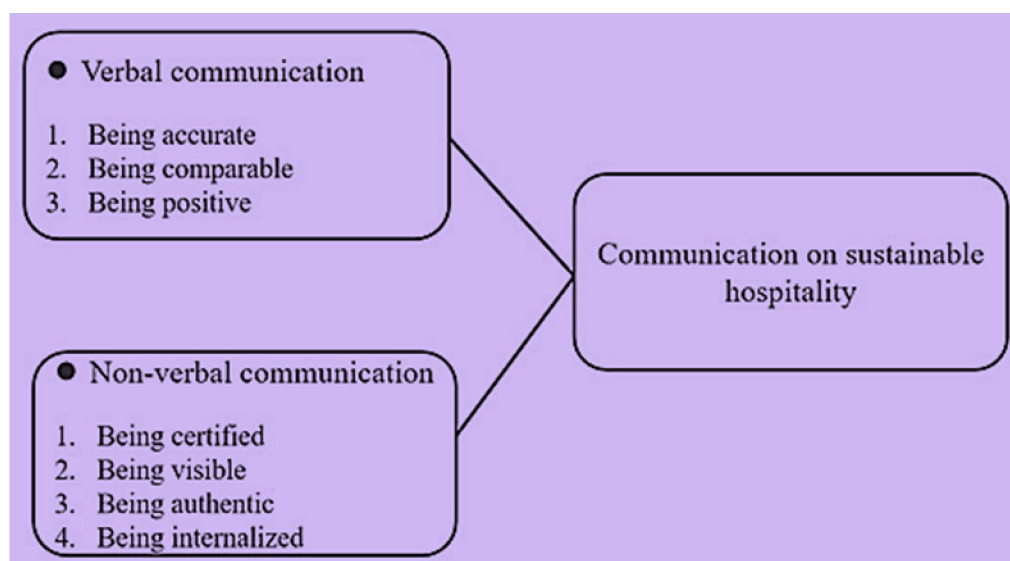 ● Verbal communication
1. Being accurate
2. Being comparable
3. Being positive
Communication on sustainable
hospitality
● Non-verbal communication
1. Being certified
2. Being visible
3. Being authentic
4. Being internalized